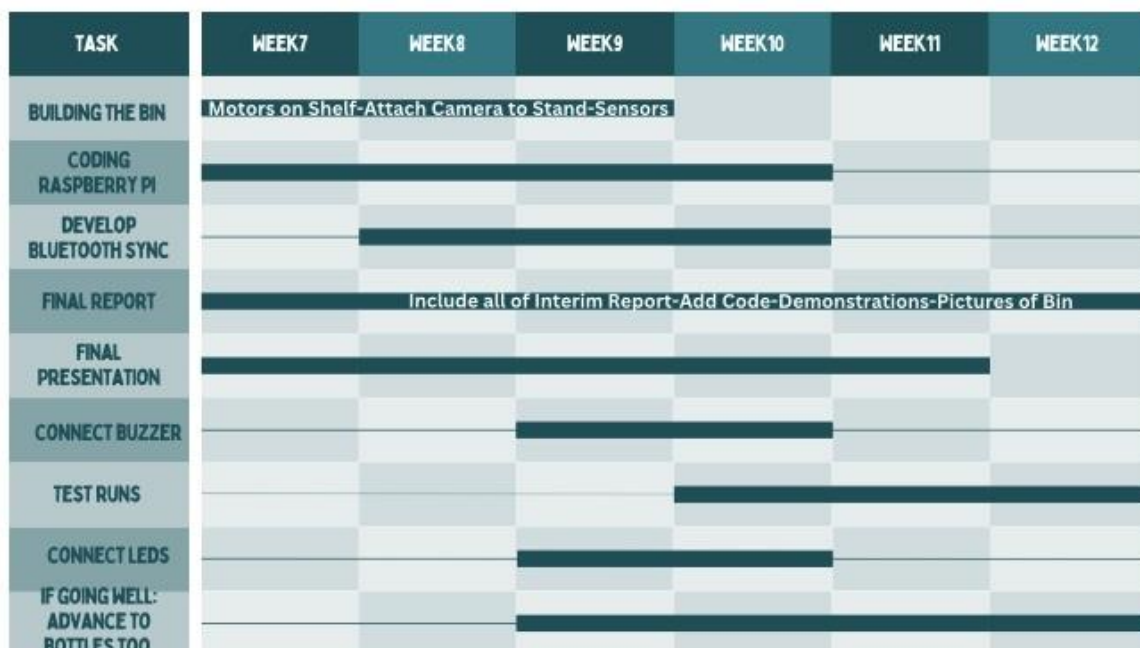 TASK WEEK7 WEEK8 WEEK9 WEEK10 WEEK11 WEEK12
BUILDING THE BIN
Motors on Shelf-Attach Camera to Stand-Sensors
CODING
RASPBERRY PI
DEVELOP
BLUETOOTH SYNC
FINAL REPORT
Include all of Interim Report-Add Code-Demonstrations-Pictures of Bin
FINAL
PRESENTATION
CONNECT BUZZER
TEST RUNS
CONNECT LEDS
IF GOING WELL:
ADVANCE TO
BOTTLES TOO